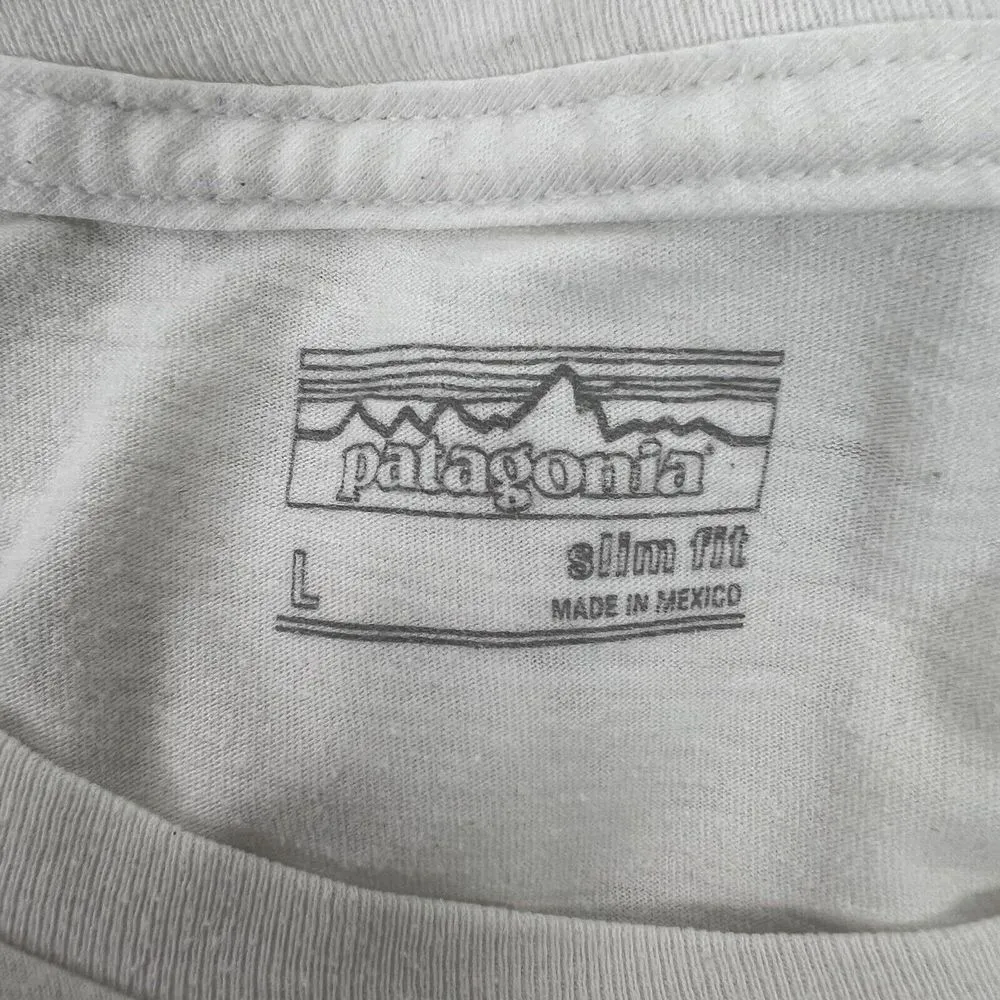 patagonia®
L
slim fit
MADE IN MEXICO